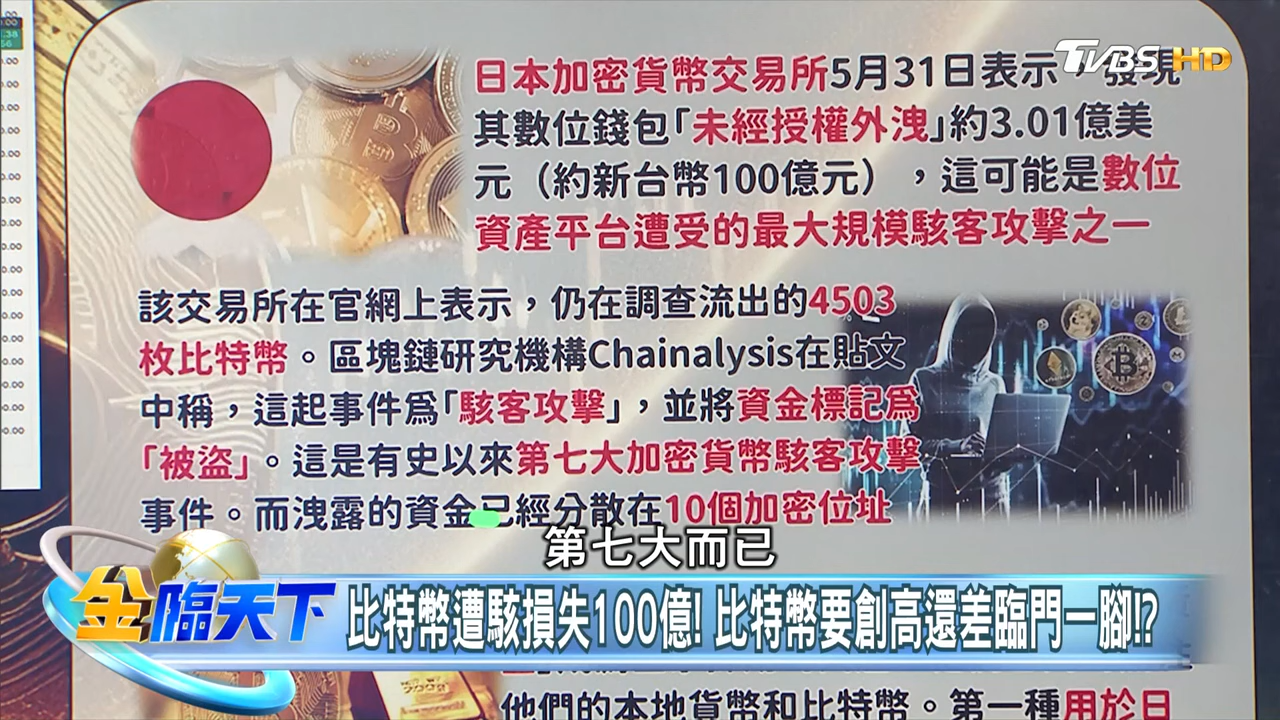 TVBS HD
日本加密貨幣交易所5月31日表示 發現
其數位錢包「未經授權外洩」約3.01億美
元（約新台幣100億元），這可能是數位
資產平台遭受的最大規模駭客攻擊之一
該交易所在官網上表示，仍在調查流出的4503
枚比特幣。區塊鏈研究機構Chainalysis在貼文
中稱，這起事件為「駭客攻擊」，並將資金標記為
「被盜」。這是有史以來第七大加密貨幣駭客攻擊
事件。而洩露的資金已經分散在10個加密位址
第七大而已
金臨天下
比特幣遭駭損失100億!比特幣要創高還差臨門一腳!?
他們的本地貨幣和比特幣。第一種用於日